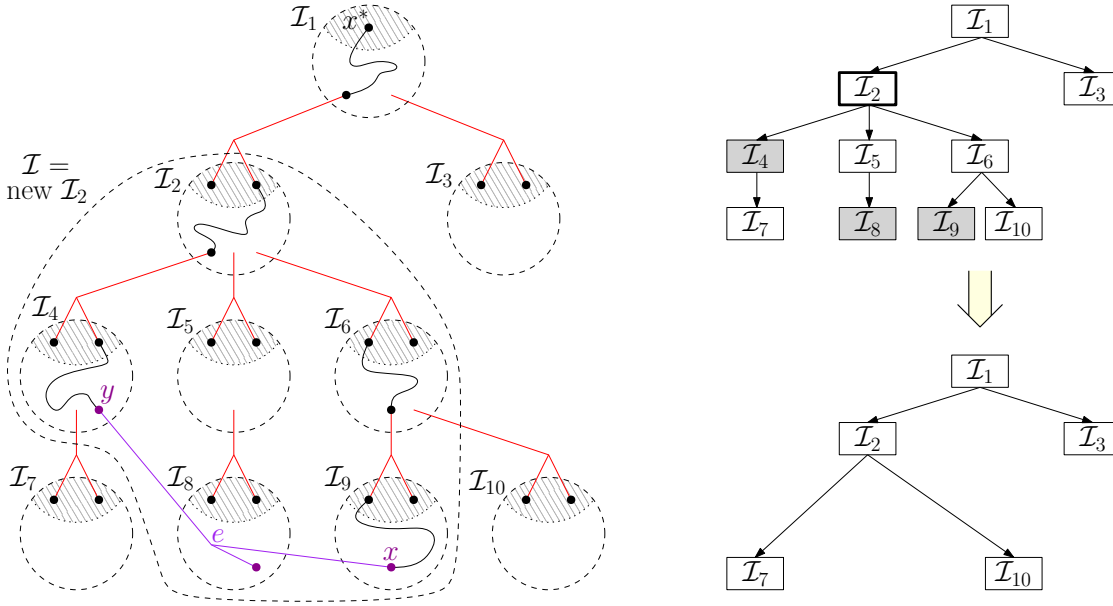 𝓘₁ x*
𝓘 =
new 𝓘₂
𝓘₂
𝓘₃
𝓘₄
𝓘₅
𝓘₆
y
𝓘₇
𝓘₈
𝓘₉
𝓘₁₀
e
x
𝓘₁
𝓘₂
𝓘₃
𝓘₄
𝓘₅
𝓘₆
𝓘₇
𝓘₈
𝓘₉
𝓘₁₀
𝓘₁
𝓘₂
𝓘₃
𝓘₇
𝓘₁₀